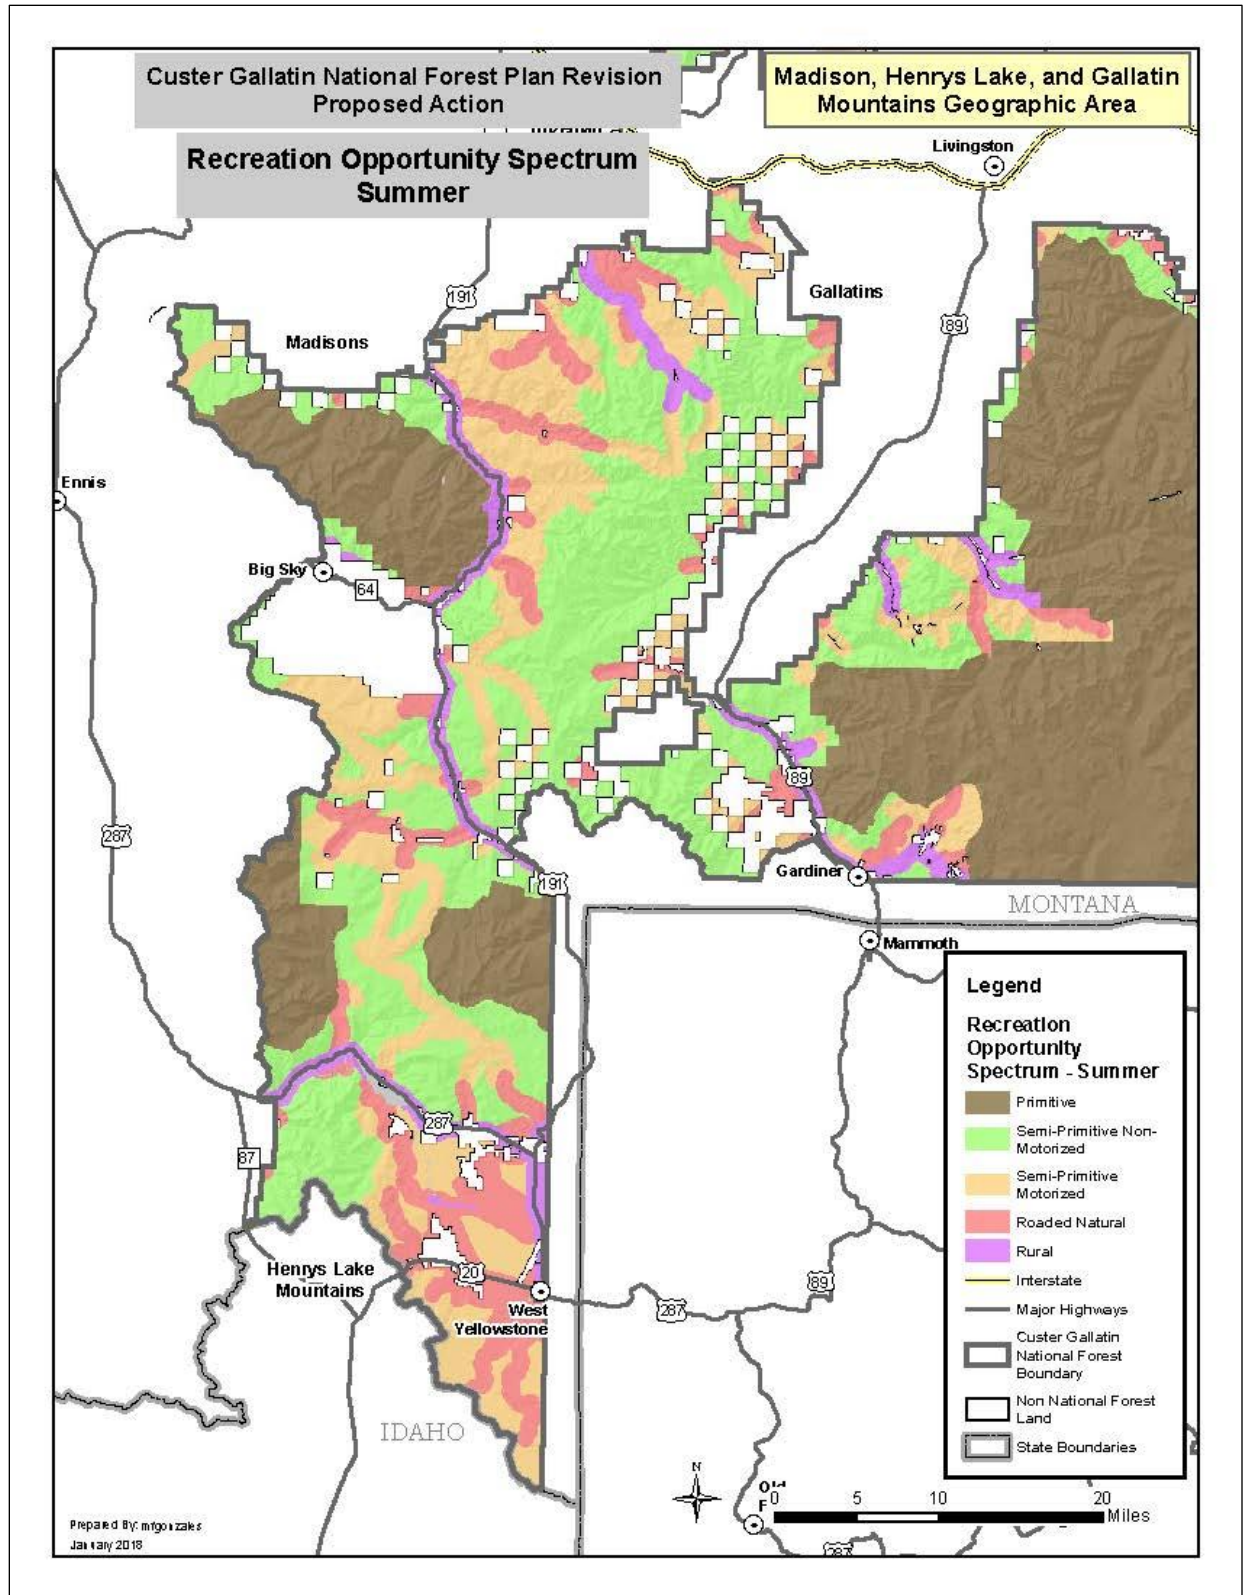 Custer Gallatin National Forest Plan Revision
Proposed Action
Madison, Henrys Lake, and Gallatin
Mountains Geographic Area
Recreation Opportunity Spectrum
Summer
Livingston
191
Gallatins
89
Madisons
Ennis
Big Sky
64
89
287
Gardiner
191
MONTANA
Mammoth
287
87
Henrys Lake
Mountains
20
West
Yellowstone
89
287
IDAHO
N
Old
F
0 5 10 20
Miles
287
Prepared By: mrgonzales
January 2018
Legend
Recreation
Opportunity
Spectrum - Summer
Primitive
Semi-Primitive Non-
Motorized
Semi-Primitive
Motorized
Roaded Natural
Rural
Interstate
Major Highways
Custer Gallatin
National Forest
Boundary
Non National Forest
Land
State Boundaries